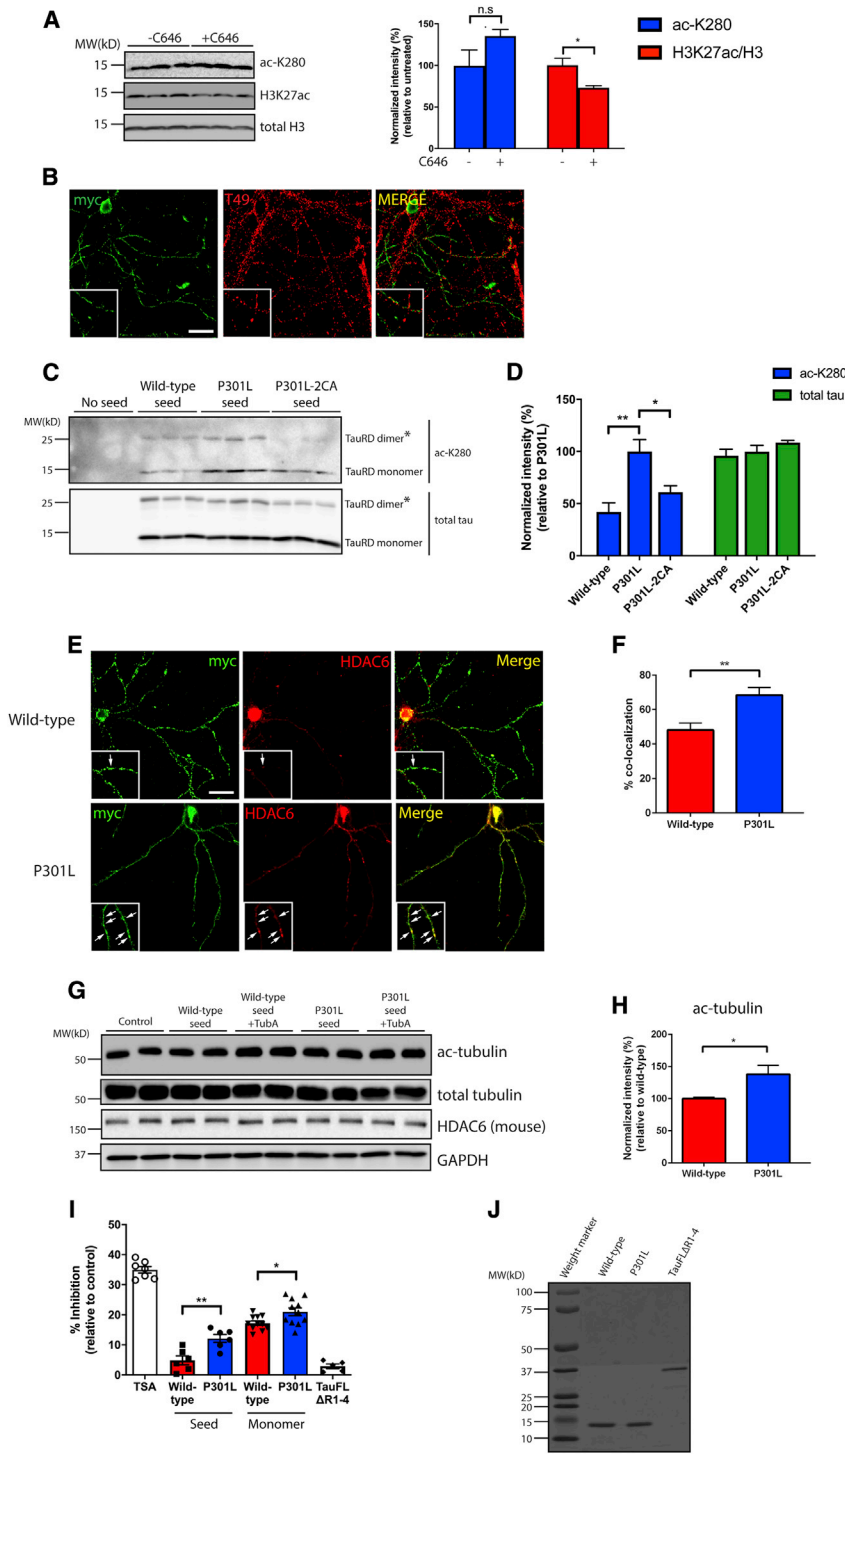 A
MW(kD)
-C646 +C646
15
ac-K280
15
H3K27ac
15
total H3
Normalized intensity (%)
(relative to untreated)
150
100
50
0
n.s
*
C646 - + - +
ac-K280
H3K27ac/H3
B
myc
T49
MERGE
C
No seed
Wild-type
seed
P301L
seed
P301L-2CA
seed
MW(kD)
25
TauRD dimer*
15
TauRD monomer
ac-K280
25
TauRD dimer*
15
TauRD monomer
total tau
D
Normalized intensity (%)
(relative to P301L)
150
100
50
0
**
*
Wild-type
P301L
P301L-2CA
Wild-type
P301L
P301L-2CA
ac-K280
total tau
E
Wild-type
myc
HDAC6
Merge
P301L
myc
HDAC6
Merge
F
% co-localization
80
60
40
20
0
**
Wild-type P301L
G
MW(kD)
Control
Wild-type
seed
Wild-type
seed
+TubA
P301L
seed
P301L
seed
+TubA
50
ac-tubulin
50
total tubulin
150
HDAC6 (mouse)
37
GAPDH
H
ac-tubulin
Normalized intensity (%)
(relative to wild-type)
200
150
100
50
0
*
Wild-type P301L
I
% Inhibition
(relative to control)
50
40
30
20
10
0
**
*
TSA
Wild-
type
P301L
Wild-
type
P301L
TauFL
ΔR1-4
Seed
Monomer
J
MW(kD)
Weight marker
Wild-type
P301L
TauFLΔR1-4
100
75
50
37
25
20
15
10